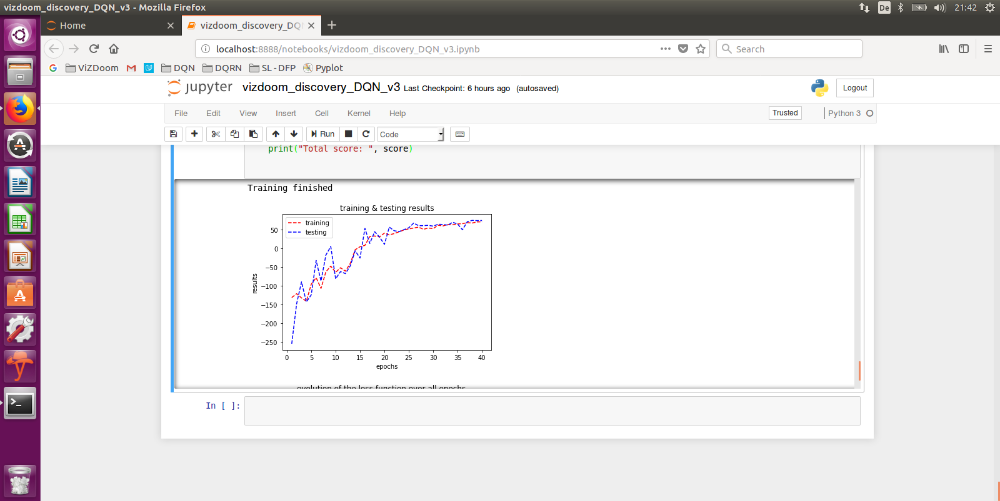 vizdoom_discovery_DQN_v3 - Mozilla Firefox
De
21:42
Home
vizdoom_discovery_DQ
localhost:8888/notebooks/vizdoom_discovery_DQN_v3.ipynb
Search
ViZDoom
DQN
DQRN
SL-DFP
Pyplot
jupyter
vizdoom_discovery_DQN_v3 Last Checkpoint: 6 hours ago (autosaved)
Logout
File Edit View Insert Cell Kernel Help
Trusted
Python 3
Run
Code
print("Total score: ", score)
Training finished
training & testing results
training
testing
results
50
0
−50
−100
−150
−200
−250
0 5 10 15 20 25 30 35 40
epochs
evolution of the loss function over all epochs
In [ ]: